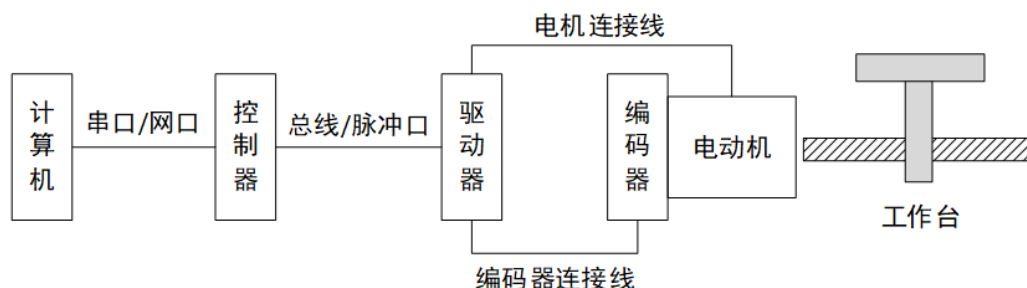 电机连接线
计算机
串口/网口
控制器
总线/脉冲口
驱动器
编码器
电动机
工作台
编码器连接线